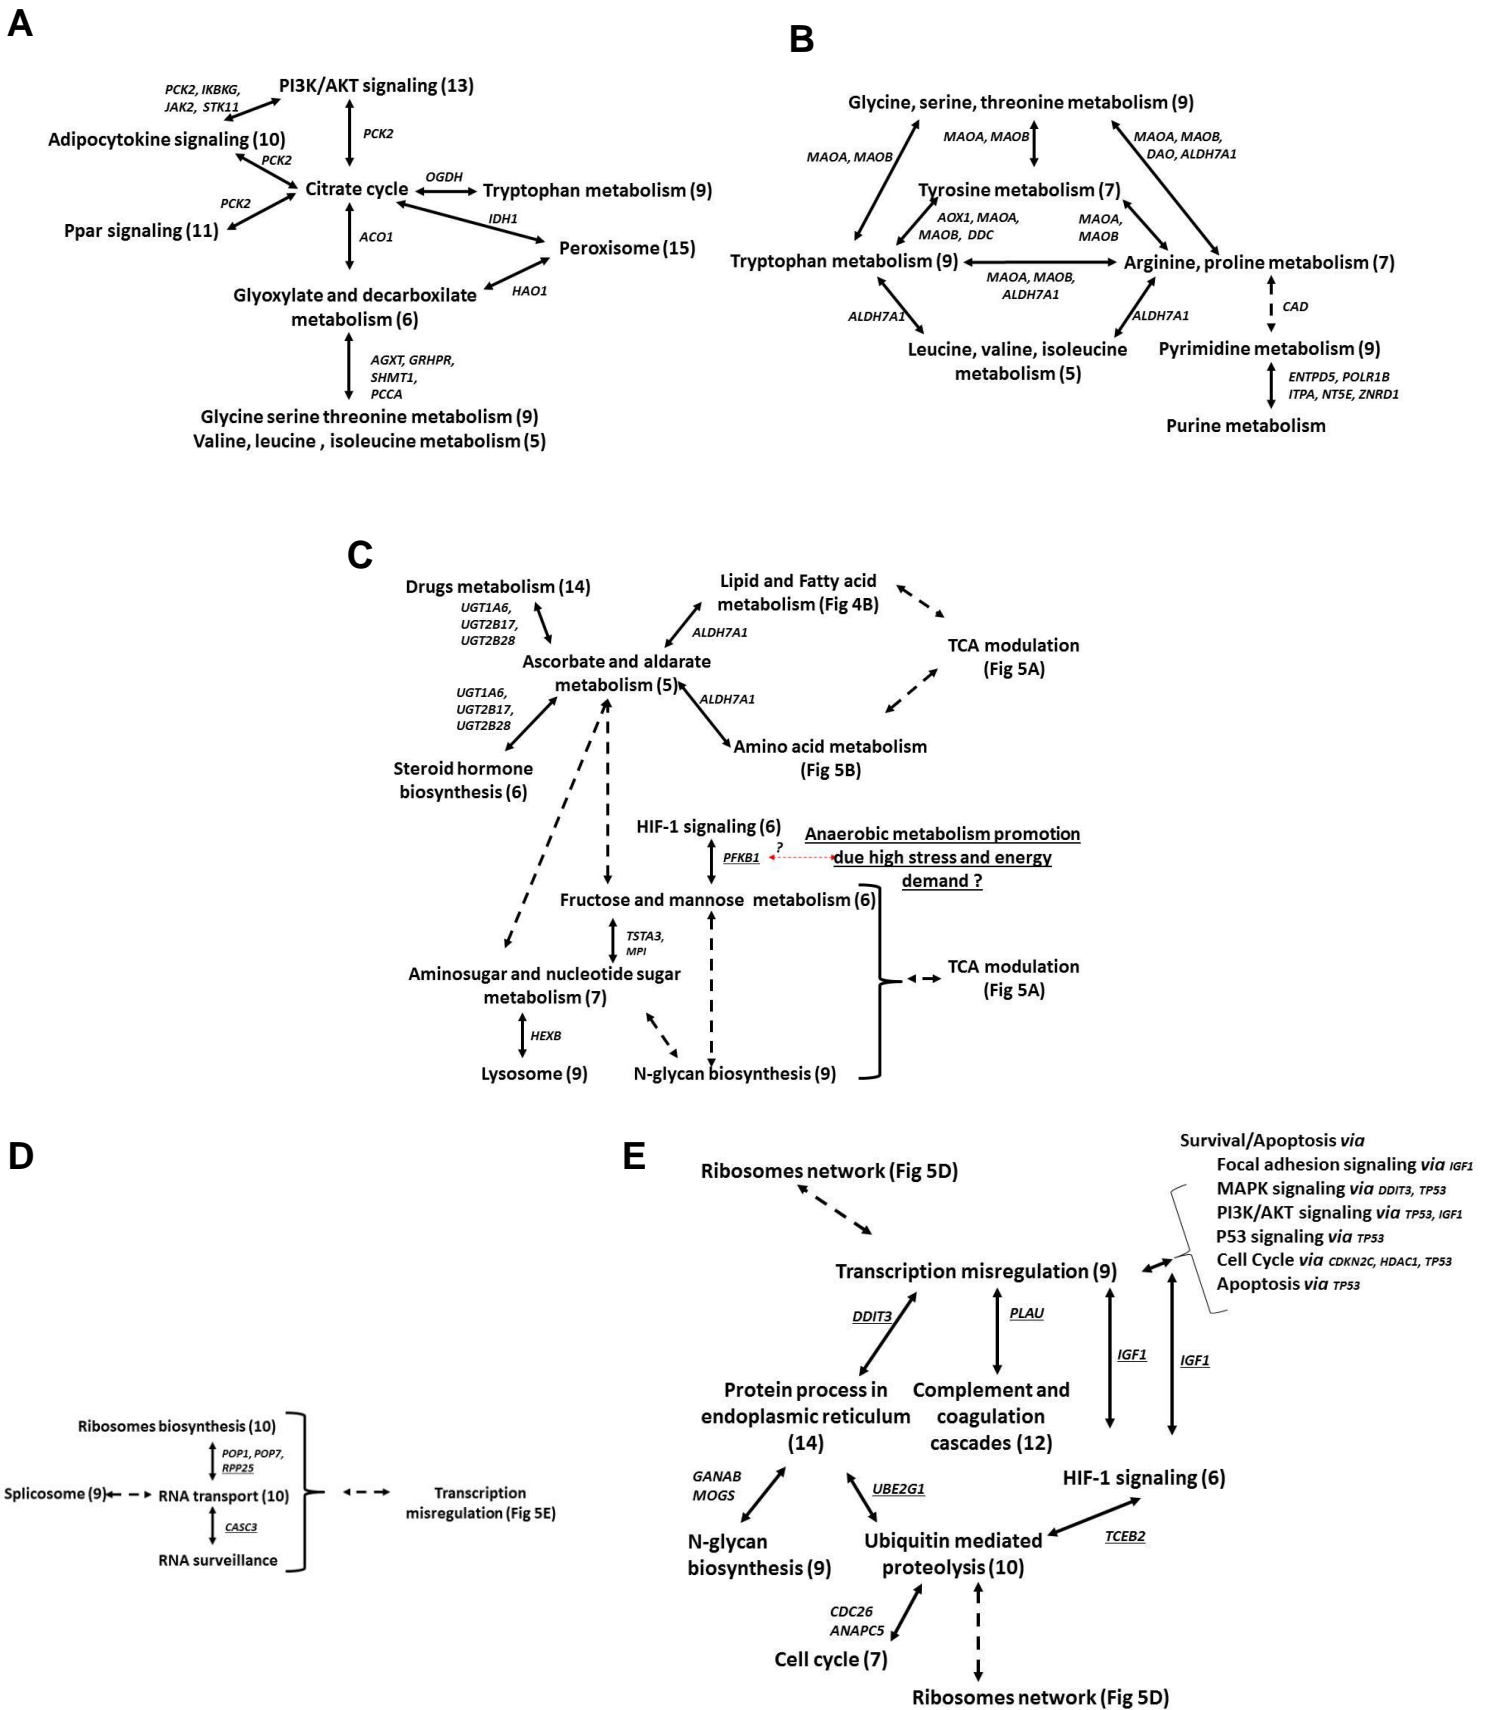 A
PI3K/AKT signaling (13)
PCK2, IKBKG,
JAK2, STK11
Adipocytokine signaling (10)
PCK2
PCK2
Citrate cycle
OGDH
Tryptophan metabolism (9)
PCK2
Ppar signaling (11)
IDH1
ACO1
Peroxisome (15)
Glyoxylate and decarboxilate
metabolism (6)
HAO1
AGXT, GRHPR,
SHMT1,
PCCA
Glycine serine threonine metabolism (9)
Valine, leucine , isoleucine metabolism (5)
B
Glycine, serine, threonine metabolism (9)
MAOA, MAOB
MAOA, MAOB
MAOA, MAOB,
DAO, ALDH7A1
Tyrosine metabolism (7)
AOX1, MAOA,
MAOB, DDC
MAOA,
MAOB
Tryptophan metabolism (9)
MAOA, MAOB,
ALDH7A1
Arginine, proline metabolism (7)
ALDH7A1
ALDH7A1
CAD
Leucine, valine, isoleucine
metabolism (5)
Pyrimidine metabolism (9)
ENTPD5, POLR1B
ITPA, NT5E, ZNRD1
Purine metabolism
C
Drugs metabolism (14)
UGT1A6,
UGT2B17,
UGT2B28
Lipid and Fatty acid
metabolism (Fig 4B)
ALDH7A1
TCA modulation
(Fig 5A)
Ascorbate and aldarate
metabolism (5)
UGT1A6,
UGT2B17,
UGT2B28
ALDH7A1
Amino acid metabolism
(Fig 5B)
Steroid hormone
biosynthesis (6)
HIF-1 signaling (6)
PFKB1
?
Anaerobic metabolism promotion
due high stress and energy
demand ?
Fructose and mannose metabolism (6)
TSTA3,
MPI
Aminosugar and nucleotide sugar
metabolism (7)
TCA modulation
(Fig 5A)
HEXB
Lysosome (9)
N-glycan biosynthesis (9)
D
Ribosomes biosynthesis (10)
POP1, POP7,
RPP25
Splicosome (9)
RNA transport (10)
CASC3
RNA surveillance
Transcription
misregulation (Fig 5E)
E
Ribosomes network (Fig 5D)
Survival/Apoptosis via
Focal adhesion signaling via IGF1
MAPK signaling via DDIT3, TP53
PI3K/AKT signaling via TP53, IGF1
P53 signaling via TP53
Cell Cycle via CDKN2C, HDAC1, TP53
Apoptosis via TP53
Transcription misregulation (9)
DDIT3
PLAU
IGF1
IGF1
Protein process in
endoplasmic reticulum
(14)
Complement and
coagulation
cascades (12)
HIF-1 signaling (6)
GANAB
MOGS
UBE2G1
TCEB2
N-glycan
biosynthesis (9)
Ubiquitin mediated
proteolysis (10)
CDC26
ANAPC5
Cell cycle (7)
Ribosomes network (Fig 5D)